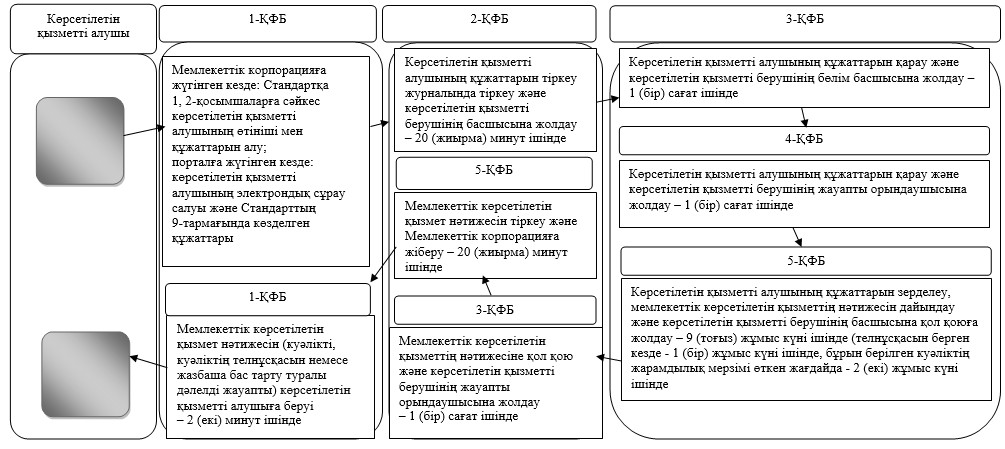 Көрсетілетін
қызметті алушы
1-ҚФБ
2-ҚФБ
3-ҚФБ
Мемлекеттік корпорацияға
жүгінген кезде: Стандартқа
1, 2-қосымшаларға сәйкес
көрсетілетін қызметті
алушының өтініші мен
құжаттарын алу;
порталға жүгінген кезде:
көрсетілетін қызметті
алушының электрондық сұрау
салуы және Стандарттың
9-тармағында көзделген
құжаттары
Көрсетілетін қызметті
алушының құжаттарын тіркеу
журналында тіркеу және
көрсетілетін қызметті
берушінің басшысына жолдау
– 20 (жиырма) минут ішінде
Көрсетілетін қызметті алушының құжаттарын қарау және
көрсетілетін қызметті берушінің бөлім басшысына жолдау –
1 (бір) сағат ішінде
4-ҚФБ
Көрсетілетін қызметті алушының құжаттарын қарау және
көрсетілетін қызметті берушінің жауапты орындаушысына
жолдау – 1 (бір) сағат ішінде
5-ҚФБ
Көрсетілетін қызметті алушының құжаттарын зерделеу,
мемлекеттік көрсетілетін қызметтің нәтижесін дайындау
және көрсетілетін қызметті берушінің басшысына қол қоюға
жолдау – 9 (тоғыз) жұмыс күні ішінде (телнұсқасын берген
кезде - 1 (бір) жұмыс күні ішінде, бұрын берілген куәліктің
жарамдылық мерзімі өткен жағдайда - 2 (екі) жұмыс күні
ішінде
3-ҚФБ
Мемлекеттік көрсетілетін
қызметтің нәтижесіне қол қою
және көрсетілетін қызметті
берушінің жауапты
орындаушысына жолдау
– 1 (бір) сағат ішінде
5-ҚФБ
Мемлекеттік көрсетілетін
қызмет нәтижесін тіркеу және
Мемлекеттік корпорацияға
жіберу – 20 (жиырма) минут
ішінде
1-ҚФБ
Мемлекеттік көрсетілетін
қызмет нәтижесін (куәлікті,
куәліктің телнұсқасын немесе
жазбаша бас тарту туралы
дәлелді жауапты) көрсетілетін
қызметті алушыға беруі
– 2 (екі) минут ішінде